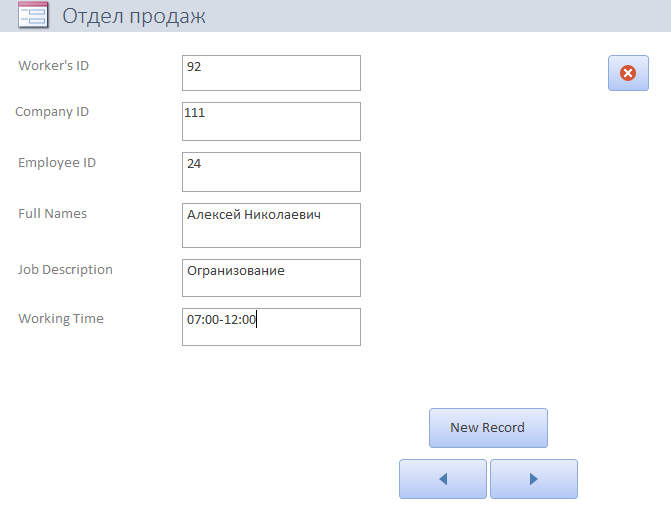 Отдел продаж
Worker's ID 92
Company ID 111
Employee ID 24
Full Names Алексей Николаевич
Job Description Огранизование
Working Time 07:00-12:00
New Record